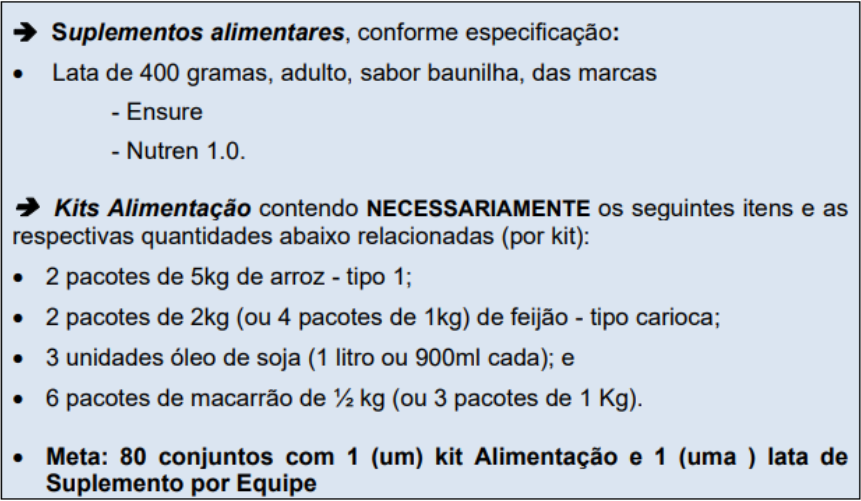 ➔ Suplementos alimentares, conforme especificação:
• Lata de 400 gramas, adulto, sabor baunilha, das marcas
- Ensure
- Nutren 1.0.
➔ Kits Alimentação contendo NECESSARIAMENTE os seguintes itens e as
respectivas quantidades abaixo relacionadas (por kit):
• 2 pacotes de 5kg de arroz - tipo 1;
• 2 pacotes de 2kg (ou 4 pacotes de 1kg) de feijão - tipo carioca;
• 3 unidades óleo de soja (1 litro ou 900ml cada); e
• 6 pacotes de macarrão de ½ kg (ou 3 pacotes de 1 Kg).
• Meta: 80 conjuntos com 1 (um) kit Alimentação e 1 (uma ) lata de
Suplemento por Equipe